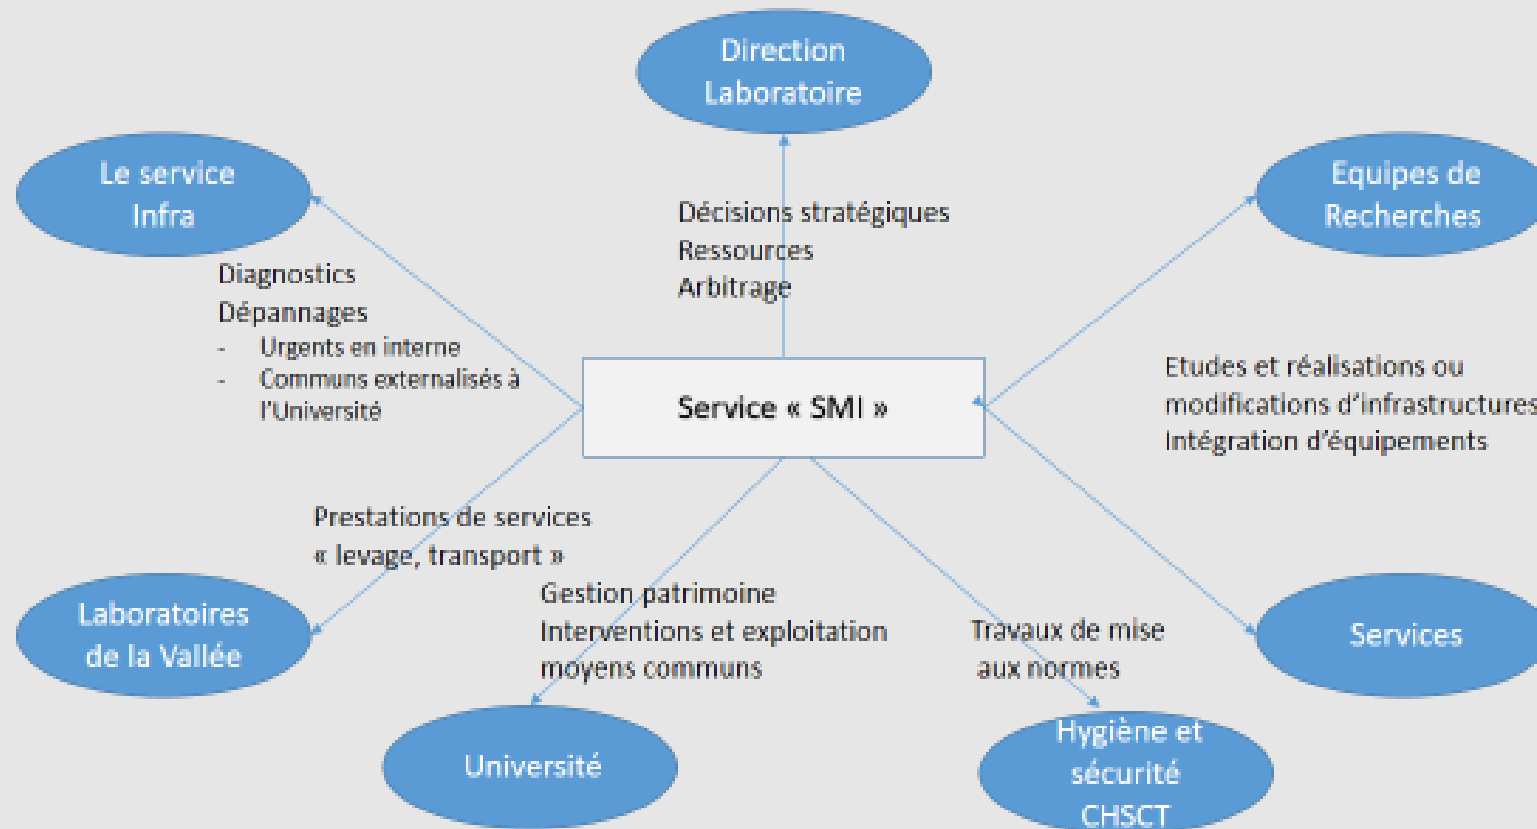 Direction
Laboratoire
Le service
Infra
Equipes de
Recherches
Décisions stratégiques
Ressources
Arbitrage
Diagnostics
Dépannages
- Urgents en interne
- Communs externalisés à
l'Université
Service « SMI »
Etudes et réalisations ou
modifications d'infrastructures
Intégration d'équipements
Prestations de services
« levage, transport »
Gestion patrimoine
Interventions et exploitation
moyens communs
Travaux de mise
aux normes
Laboratoires
de la Vallée
Services
Université
Hygiène et
sécurité
CHSCT